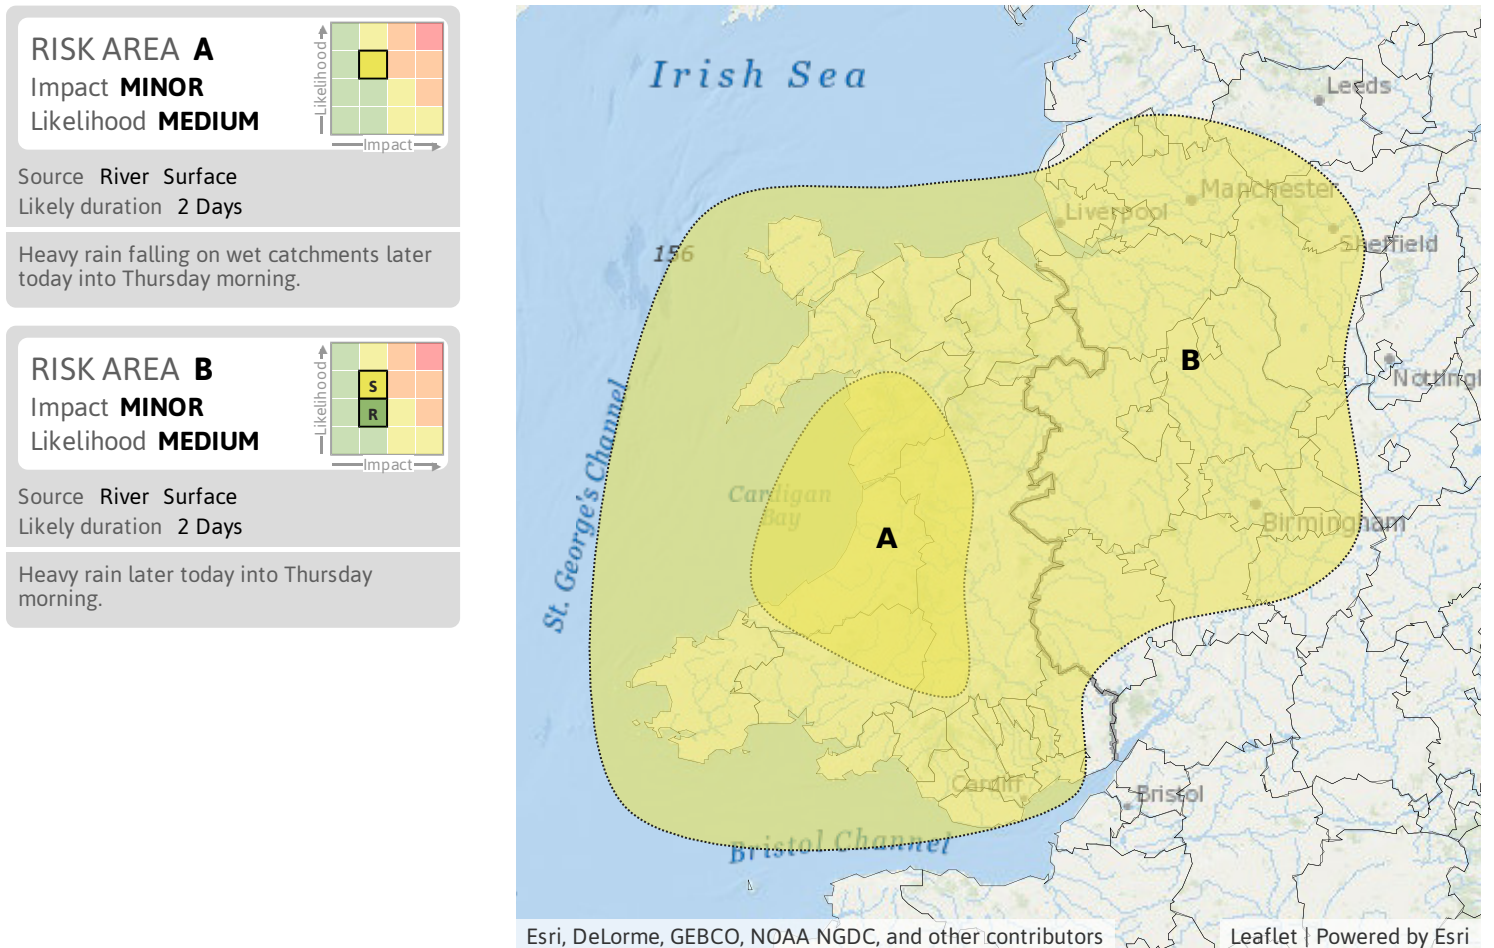 RISK AREA A
Impact MINOR
Likelihood MEDIUM
Likelihood
Impact
Source River Surface
Likely duration 2 Days
Heavy rain falling on wet catchments later
today into Thursday morning.
RISK AREA B
Impact MINOR
Likelihood MEDIUM
Likelihood
S
R
Impact
Source River Surface
Likely duration 2 Days
Heavy rain later today into Thursday
morning.
Irish Sea
Leeds
Manchester
Liverpool
Sheffield
156
B
Nottingh
St. George's Channel
Cardigan
Bay
Birmingham
A
Cardiff
Bristol
Bristol Channel
Esri, DeLorme, GEBCO, NOAA NGDC, and other contributors
Leaflet | Powered by Esri